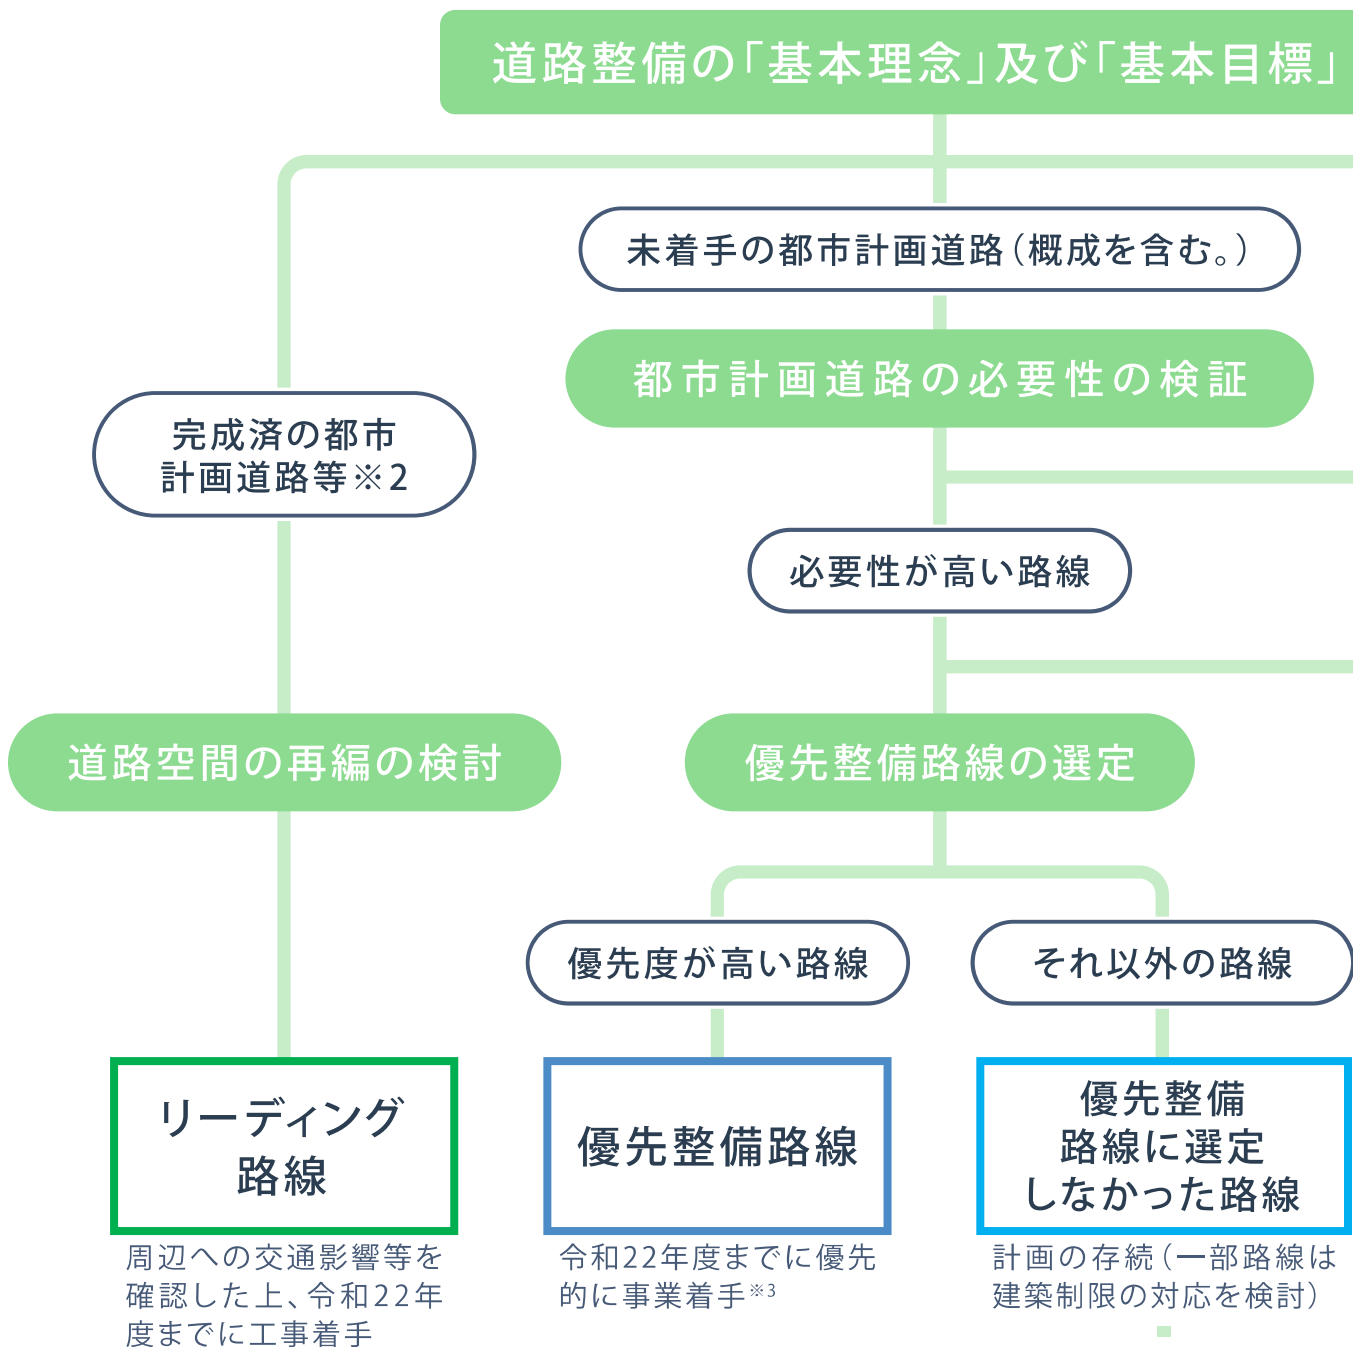 道路整備の「基本理念」及び「基本目標」
未着手の都市計画道路（概成を含む。）
都市計画道路の必要性の検証
完成済の都市
計画道路等※2
必要性が高い路線
道路空間の再編の検討
優先整備路線の選定
優先度が高い路線
それ以外の路線
リーディング
路線
周辺への交通影響等を
確認した上、令和22年
度までに工事着手
優先整備路線
令和22年度までに優先
的に事業着手※3
優先整備
路線に選定
しなかった路線
計画の存続（一部路線は
建築制限の対応を検討）